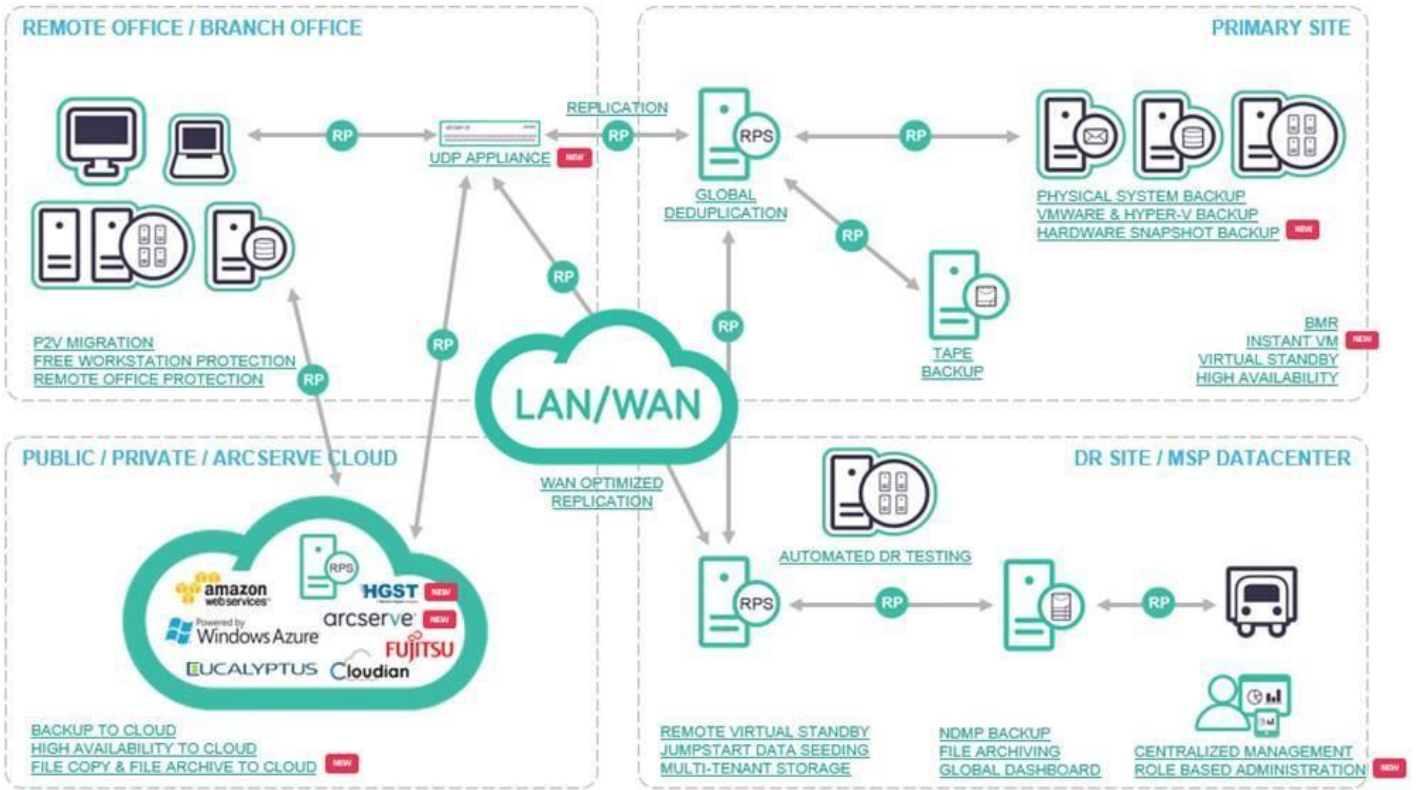 REMOTE OFFICE / BRANCH OFFICE
RP
arcserve
UDP APPLIANCE NEW
P2V MIGRATION
FREE WORKSTATION PROTECTION
REMOTE OFFICE PROTECTION
RP
RP
RP
REPLICATION
RP
PRIMARY SITE
RPS
GLOBAL
DEDUPLICATION
RP
PHYSICAL SYSTEM BACKUP
VMWARE & HYPER-V BACKUP
HARDWARE SNAPSHOT BACKUP NEW
RP
TAPE
BACKUP
RP
BMR
INSTANT VM NEW
VIRTUAL STANDBY
HIGH AVAILABILITY
LAN/WAN
WAN OPTIMIZED
REPLICATION
PUBLIC / PRIVATE / ARCSERVE CLOUD
RPS
amazon
webservices™
HGST NEW
Powered by
Windows Azure
arcserve® NEW
FUJITSU
EUCALYPTUS
Cloudian
BACKUP TO CLOUD
HIGH AVAILABILITY TO CLOUD
FILE COPY & FILE ARCHIVE TO CLOUD NEW
DR SITE / MSP DATACENTER
AUTOMATED DR TESTING
RPS
RP
RP
REMOTE VIRTUAL STANDBY
JUMPSTART DATA SEEDING
MULTI-TENANT STORAGE
NDMP BACKUP
FILE ARCHIVING
GLOBAL DASHBOARD
CENTRALIZED MANAGEMENT
ROLE BASED ADMINISTRATION NEW